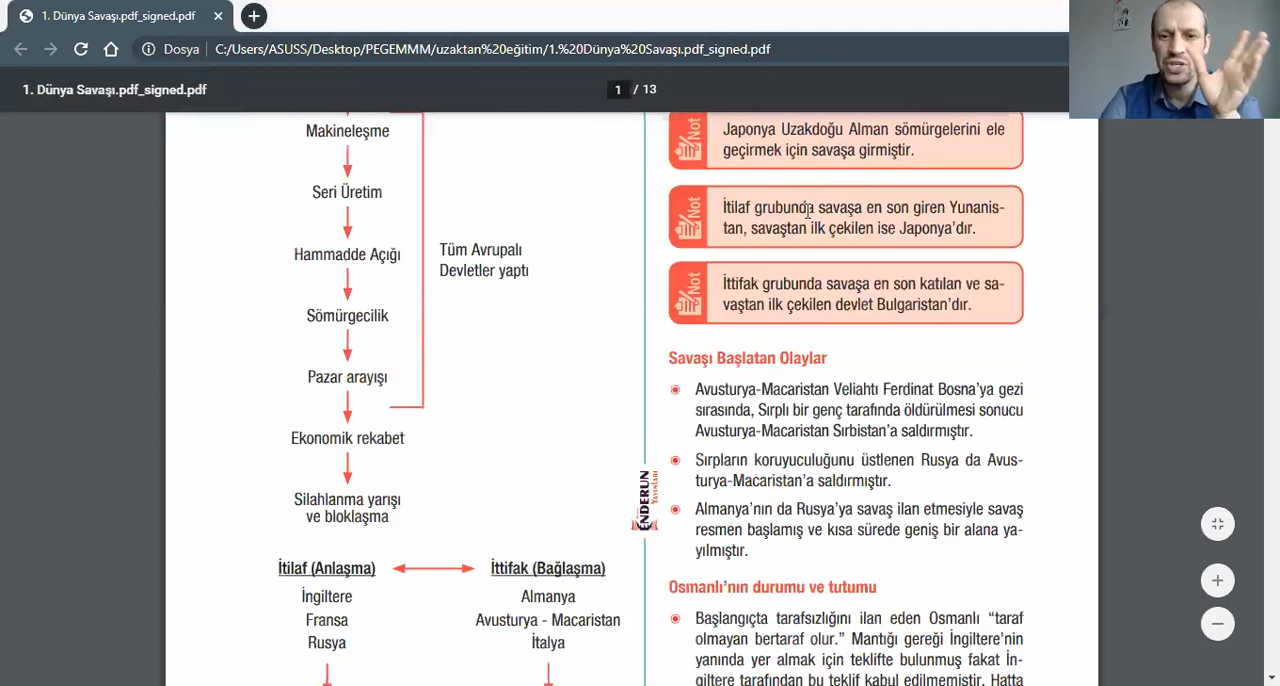 1. Dünya Savaşı.pdf_signed.pdf
Dosya
C:/Users/ASUSS/Desktop/PEGEMMM/uzaktan%20eğitim/1.%20Dünya%20Savaşı.pdf_signed.pdf
1. Dünya Savaşı.pdf_signed.pdf
1 / 13
Makineleşme
Seri Üretim
Hammadde Açığı
Sömürgecilik
Pazar arayışı
Ekonomik rekabet
Silahlanma yarışı
ve bloklaşma
Tüm Avrupalı
Devletler yaptı
İtilaf (Anlaşma)
İngiltere
Fransa
Rusya
İttifak (Bağlaşma)
Almanya
Avusturya - Macaristan
İtalya
ENDERUN
Yayınları
Not
Japonya Uzakdoğu Alman sömürgelerini ele
geçirmek için savaşa girmiştir.
Not
İtilaf grubunda savaşa en son giren Yunanis-
tan, savaştan ilk çekilen ise Japonya'dır.
Not
İttifak grubunda savaşa en son katılan ve sa-
vaştan ilk çekilen devlet Bulgaristan'dır.
Savaşı Başlatan Olaylar
Avusturya-Macaristan Veliahtı Ferdinat Bosna'ya gezi
sırasında, Sırplı bir genç tarafında öldürülmesi sonucu
Avusturya-Macaristan Sırbistan'a saldırmıştır.
Sırpların koruyuculuğunu üstlenen Rusya da Avus-
turya-Macaristan'a saldırmıştır.
Almanya'nın da Rusya'ya savaş ilan etmesiyle savaş
resmen başlamış ve kısa sürede geniş bir alana ya-
yılmıştır.
Osmanlı'nın durumu ve tutumu
Başlangıçta tarafsızlığını ilan eden Osmanlı “taraf
olmayan bertaraf olur.” Mantığı gereği İngiltere'nin
yanında yer almak için teklifte bulunmuş fakat İn-
giltere tarafından bu teklif kabul edilmemiştir. Hatta